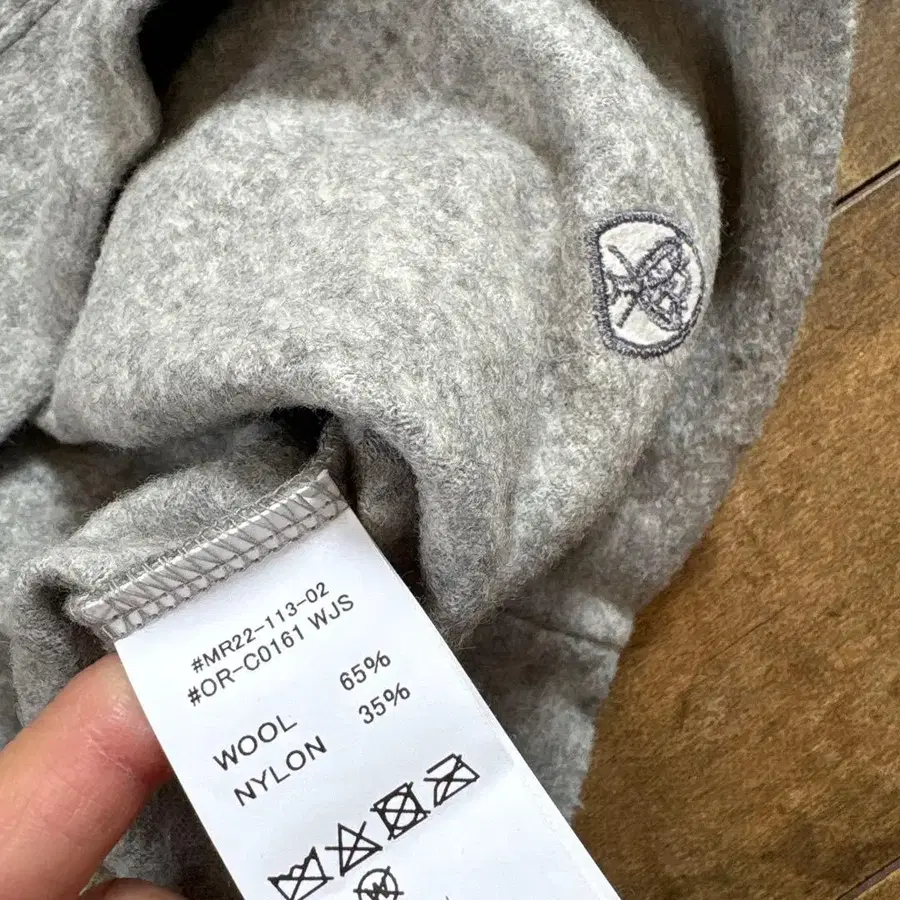 #MR22-113-02
#OR-C0161 WJS
WOOL 65%
NYLON 35%
W